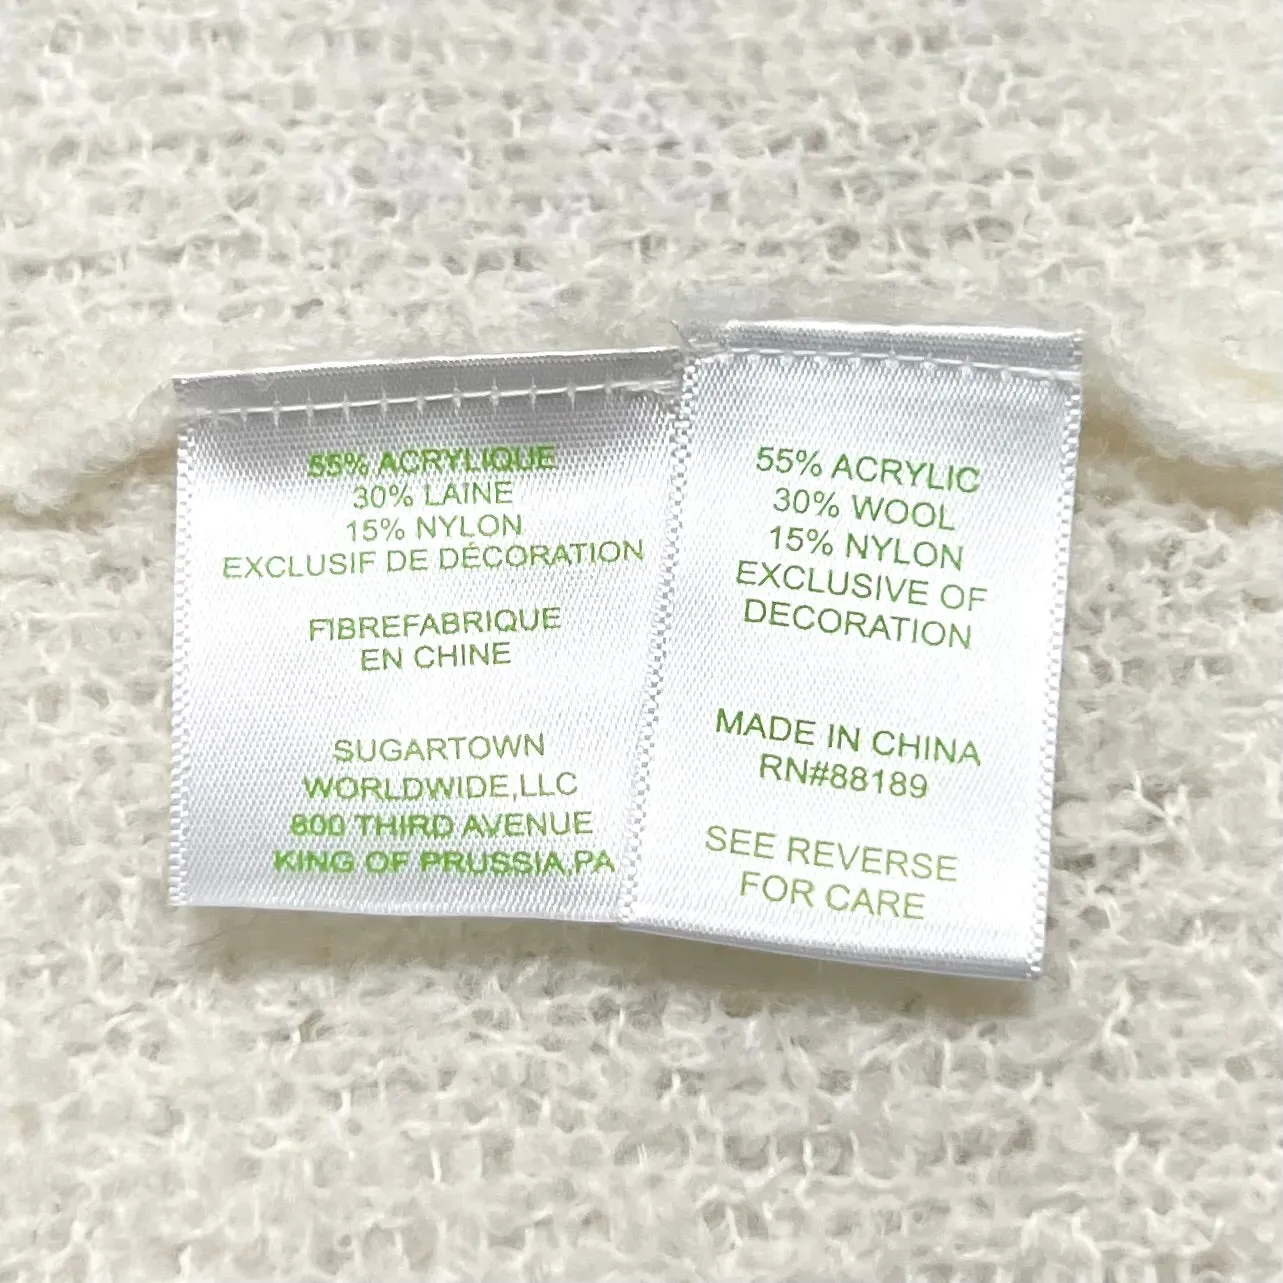 55% ACRYLIQUE
30% LAINE
15% NYLON
EXCLUSIF DE DÉCORATION
FIBREFABRIQUE
EN CHINE
SUGARTOWN
WORLDWIDE,LLC
800 THIRD AVENUE
KING OF PRUSSIA,PA
55% ACRYLIC
30% WOOL
15% NYLON
EXCLUSIVE OF
DECORATION
MADE IN CHINA
RN#88189
SEE REVERSE
FOR CARE